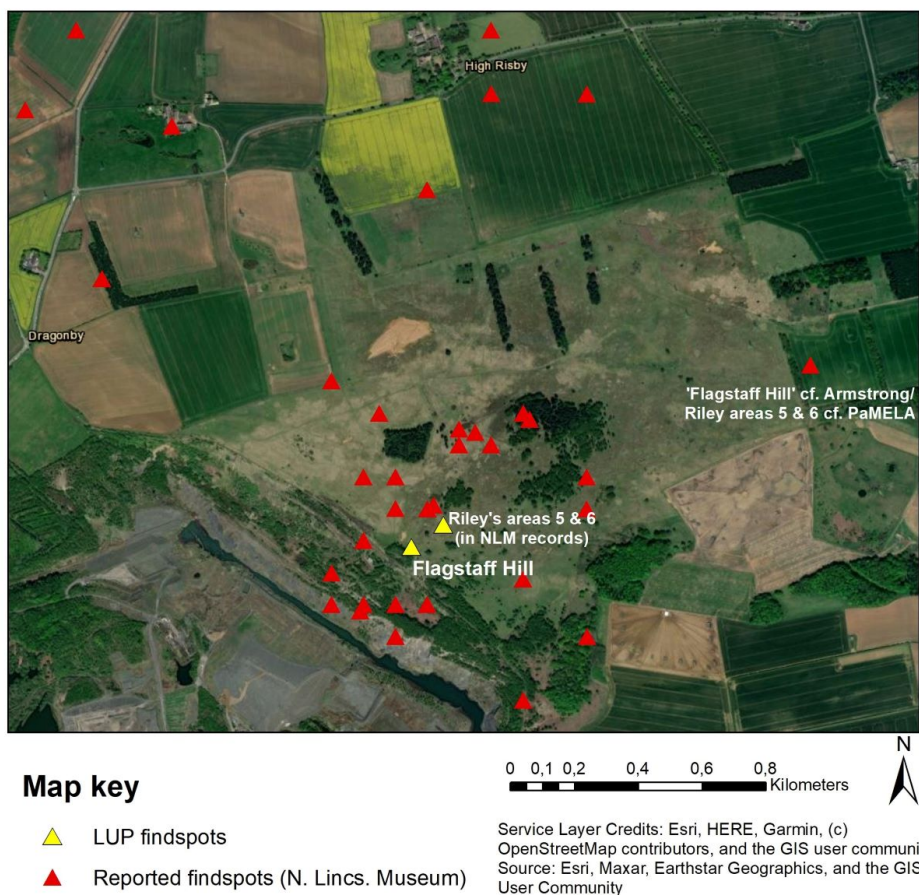 High Risby
Dragonby
'Flagstaff Hill' cf. Armstrong/
Riley areas 5 & 6 cf. PaMELA
Riley's areas 5 & 6
(in NLM records)
Flagstaff Hill
N
Map key
0 0,1 0,2 0,4 0,6 0,8
Kilometers
LUP findspots
Reported findspots (N. Lincs. Museum)
Service Layer Credits: Esri, HERE, Garmin, (c)
OpenStreetMap contributors, and the GIS user communi
Source: Esri, Maxar, Earthstar Geographics, and the GIS
User Community